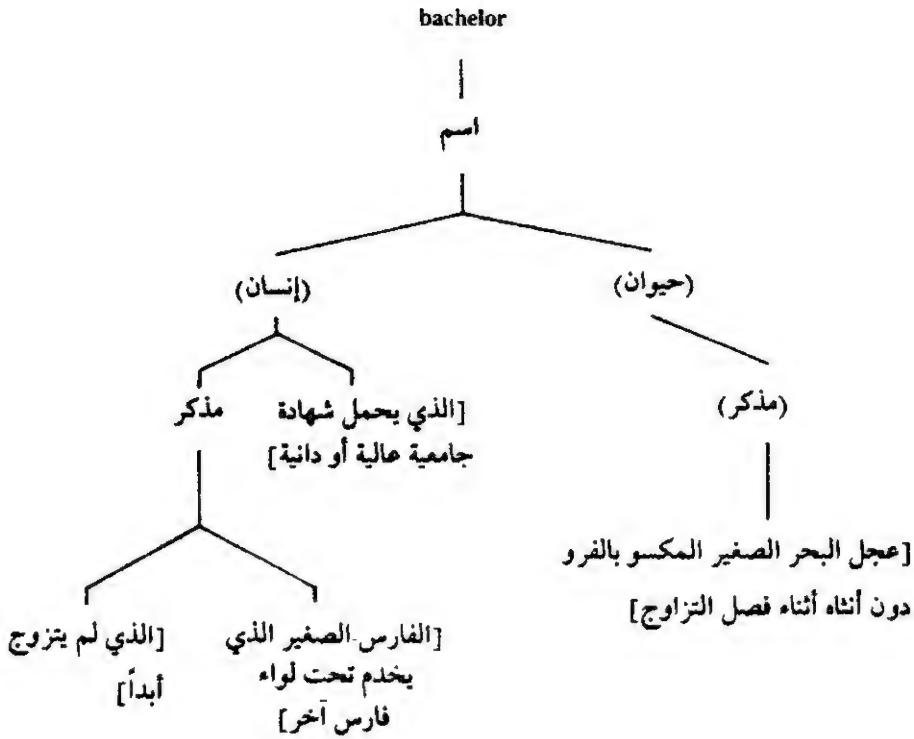 bachelor
اسم
(إنسان)
(حيوان)
مذكر
[الذي يحمل شهادة
جامعية عالية أو دانية]
(مذكر)
[عجل البحر الصغير المكسو بالفرو
دون أنثاه أثناء فصل التزاوج]
[الفارس الصغير الذي
يخدم تحت لواء
فارس آخر]
[الذي لم يتزوج
أبداً]